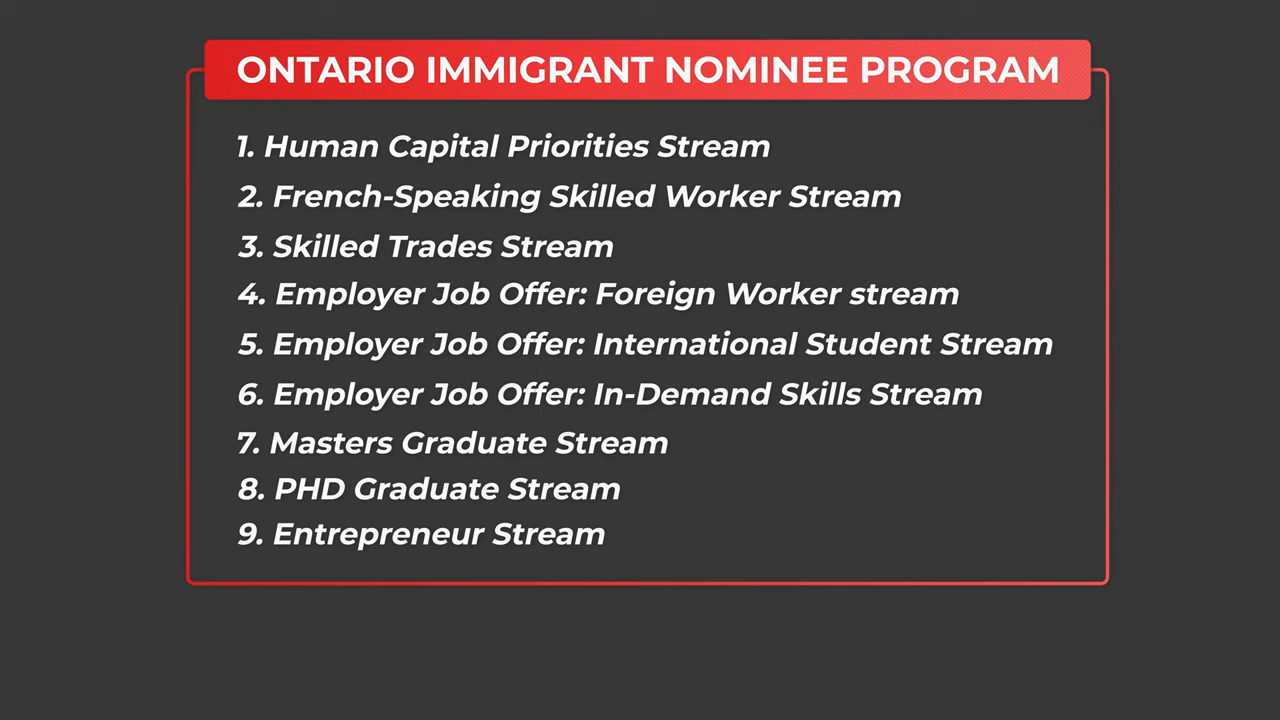 ONTARIO IMMIGRANT NOMINEE PROGRAM
1. Human Capital Priorities Stream
2. French-Speaking Skilled Worker Stream
3. Skilled Trades Stream
4. Employer Job Offer: Foreign Worker stream
5. Employer Job Offer: International Student Stream
6. Employer Job Offer: In-Demand Skills Stream
7. Masters Graduate Stream
8. PHD Graduate Stream
9. Entrepreneur Stream